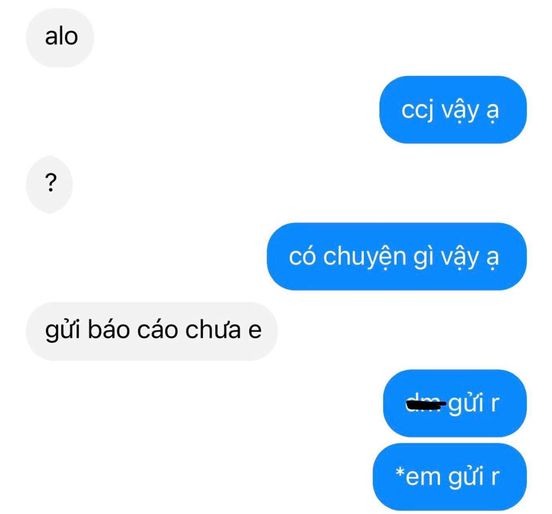 alo
ccj vậy ạ
?
có chuyện gì vậy ạ
gửi báo cáo chưa e
gửi r
*em gửi r